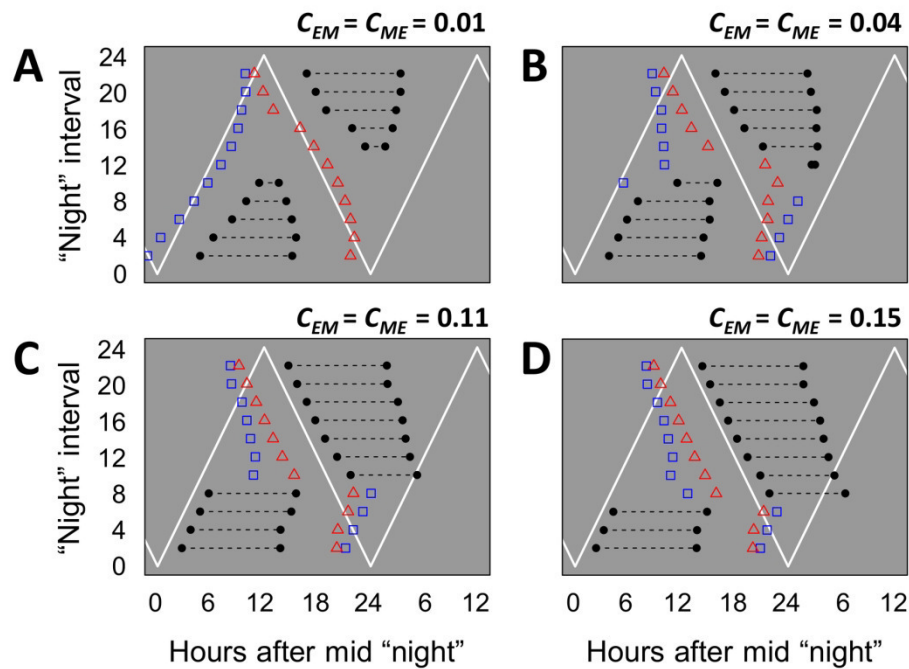 C_EM = C_ME = 0.01
C_EM = C_ME = 0.04
A
B
24
20
16
12
8
4
0
“Night” interval
C_EM = C_ME = 0.11
C_EM = C_ME = 0.15
C
D
24
20
16
12
8
4
0
“Night” interval
0 6 12 18 24 12
0 6 12 18 24 6 12
Hours after mid “night”
Hours after mid “night”